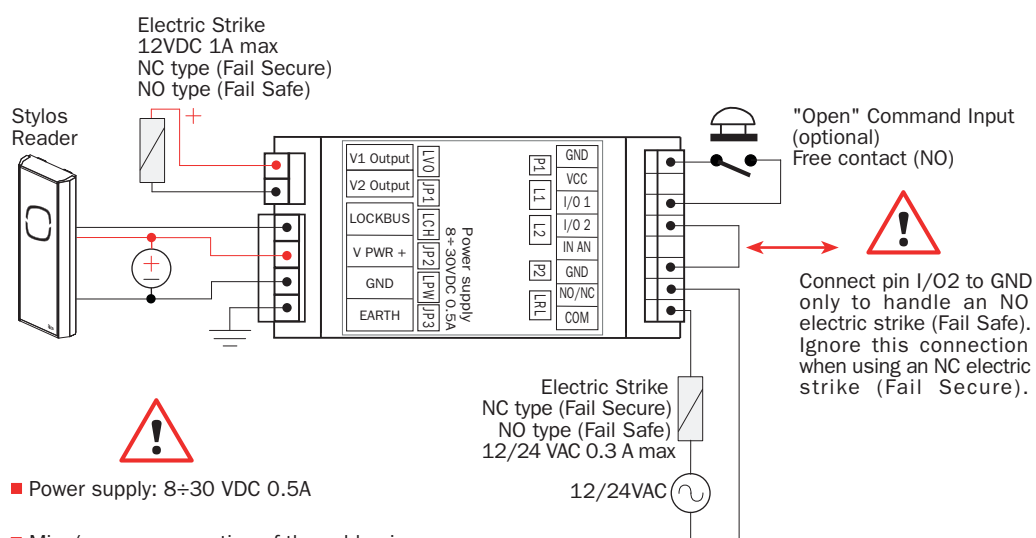 Electric Strike
12VDC 1A max
NC type (Fail Secure)
NO type (Fail Safe)
Stylos
Reader
+
"Open" Command Input
(optional)
Free contact (NO)
V1 Output
V2 Output
LOCKBUS
V PWR +
GND
EARTH
LV0
JP1
LCH
JP2
LPW
JP3
Power supply
8÷30VDC 0.5A
P1
L1
L2
P2
LRL
GND
VCC
I/O 1
I/O 2
IN AN
GND
NO/NC
COM
+
-
!
Connect pin I/O2 to GND
only to handle an NO
electric strike (Fail Safe).
Ignore this connection
when using an NC electric
strike (Fail Secure).
Electric Strike
NC type (Fail Secure)
NO type (Fail Safe)
12/24 VAC 0.3 A max
12/24VAC
!
Power supply: 8÷30 VDC 0.5A